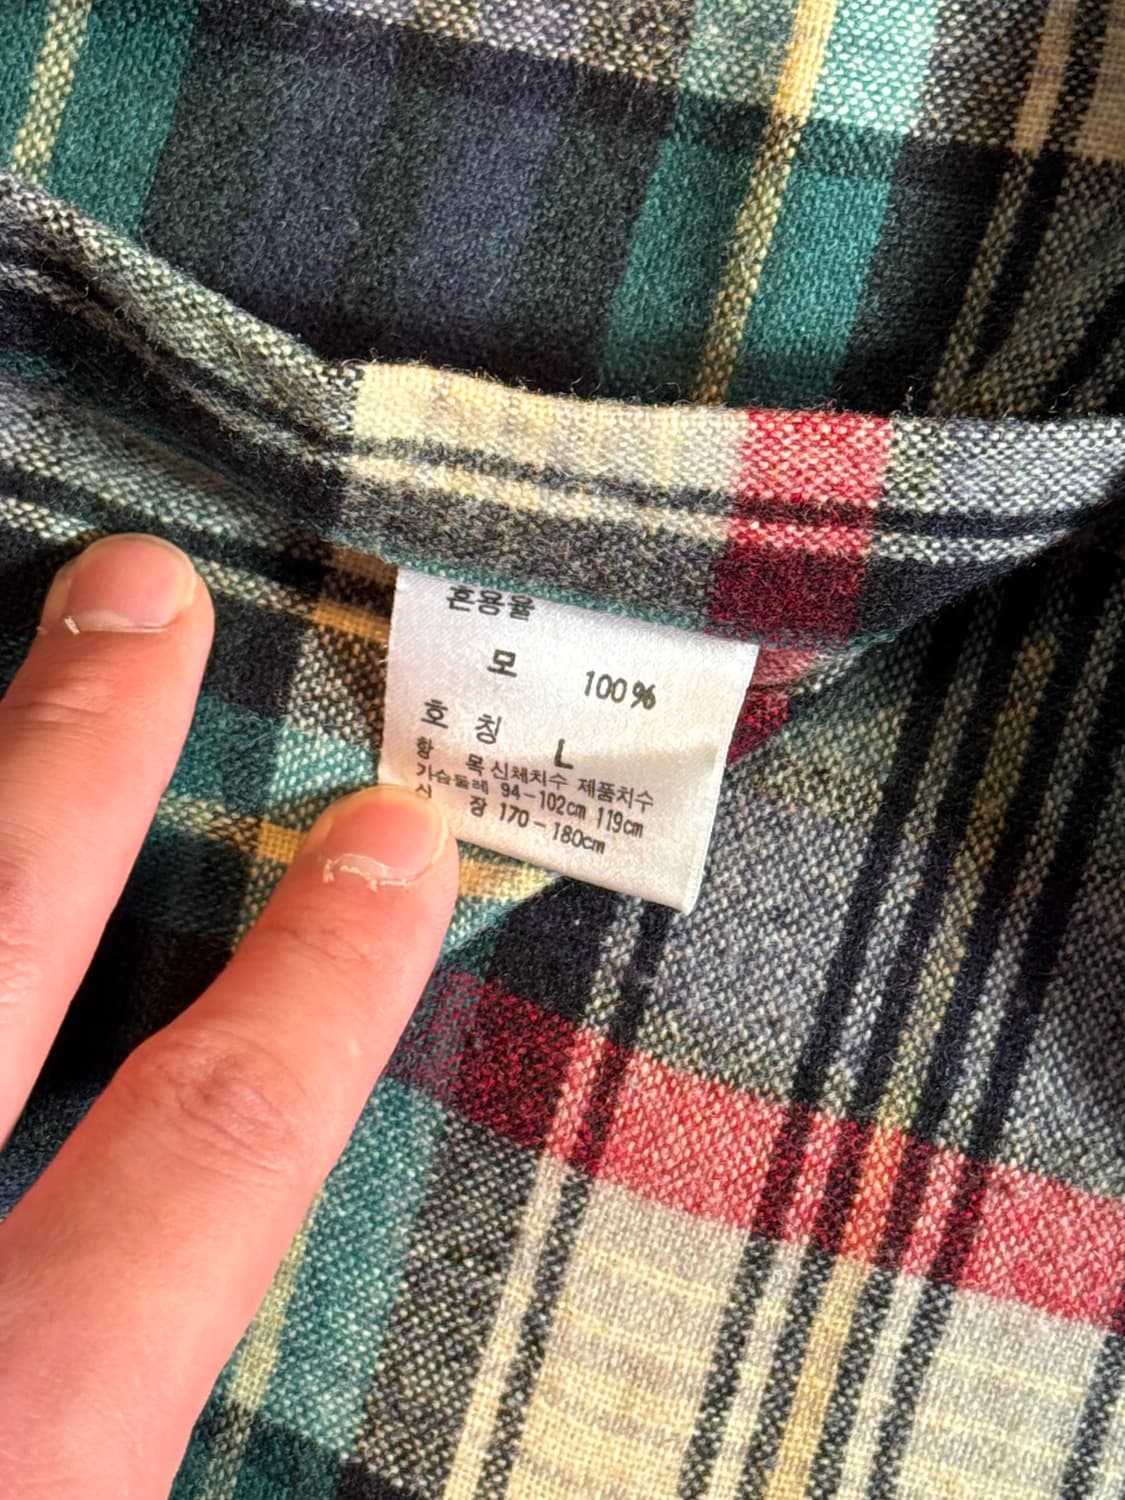 혼용율
모 100%
호 칭 L
항 목 신체치수 제품치수
가슴둘레 94-102cm 119cm
신 장 170-180cm